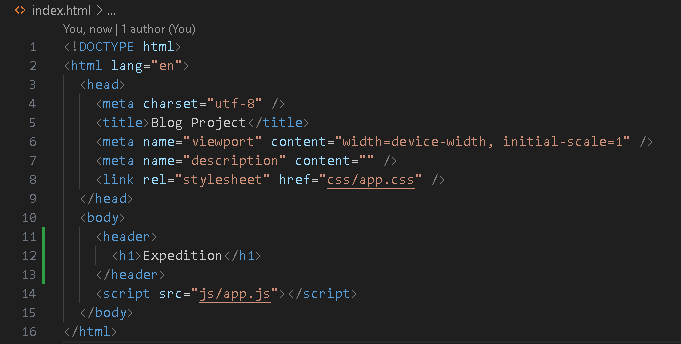 <> index.html > ...
You, now | 1 author (You)
1 <!DOCTYPE html>
2 <html lang="en">
3 <head>
4 <meta charset="utf-8" />
5 <title>Blog Project</title>
6 <meta name="viewport" content="width=device-width, initial-scale=1" />
7 <meta name="description" content="" />
8 <link rel="stylesheet" href="css/app.css" />
9 </head>
10 <body>
11 <header>
12 <h1>Expedition</h1>
13 </header>
14 <script src="js/app.js"></script>
15 </body>
16 </html>